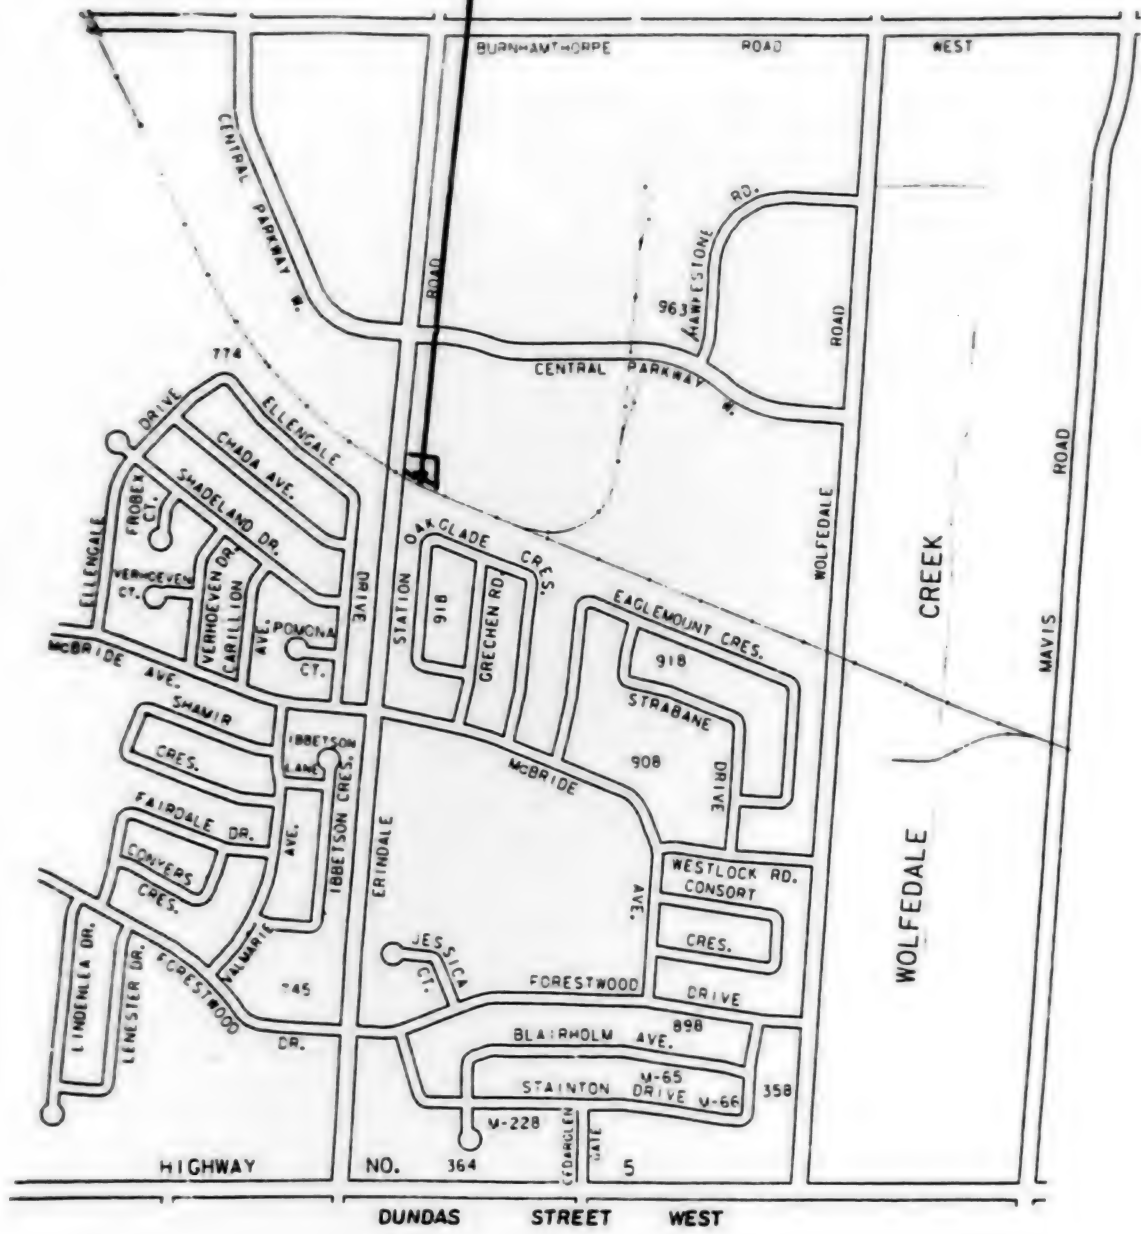 BURNHAMTHORPE ROAD WEST
CENTRAL PARKWAY W.
ROAD
HAWKESTONE RD.
963
ROAD
CENTRAL PARKWAY W.
774
ELLENGALE DRIVE
ELLENGALE
CHADA AVE.
SHADELAND DR.
FROBEX CT.
VERHOEVEN CT.
VERHOEVEN DR.
CARILLION AVE.
POMONA CT.
DRIVE
STATION
OAKGLADE CRES.
918
GRECHEN RD.
EAGLEMOUNT CRES.
918
STRABANE DRIVE
908
WOLFEDALE
CREEK
MAVIS ROAD
McBRIDE AVE.
SHAMIR CRES.
IBBETSON LANE
IBBETSON CRES.
McBRIDE
AVE.
FAIRDALE DR.
CONYERS CRES.
AVE.
VALMARIE
ERINDALE
WESTLOCK RD.
CONSORT
CRES.
WOLFEDALE
LINDENLEA DR.
LENESTER DR.
FORESTWOOD DR.
745
JESSICA CT.
FORESTWOOD DRIVE
898
BLAIRHOLM AVE.
M-65
STAINTON DRIVE M-66
358
M-228
CEDARGLEN GATE
HIGHWAY NO. 364 5
DUNDAS STREET WEST